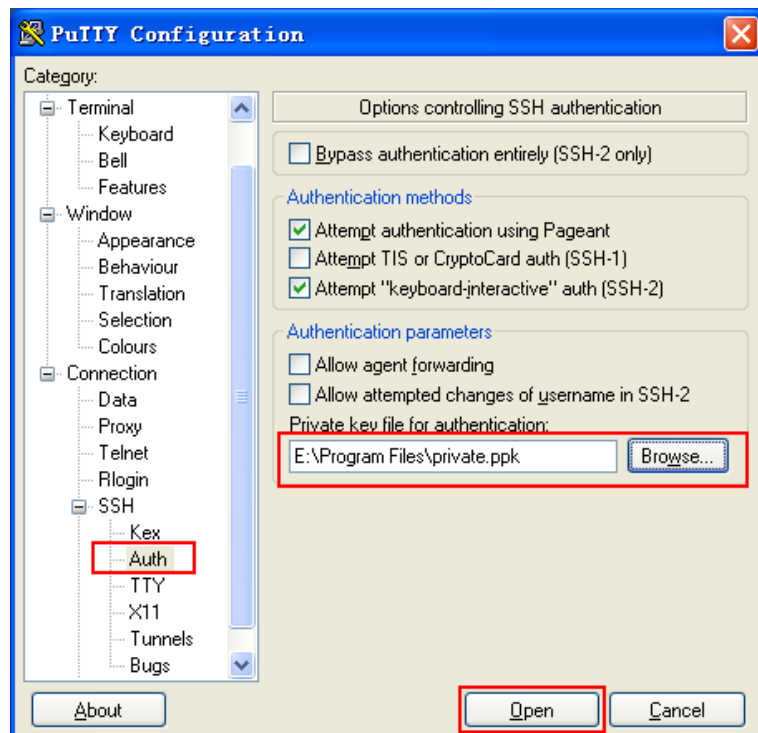 PuTTY Configuration
Category:
Terminal
Keyboard
Bell
Features
Window
Appearance
Behaviour
Translation
Selection
Colours
Connection
Data
Proxy
Telnet
Rlogin
SSH
Kex
Auth
TTY
X11
Tunnels
Bugs
Options controlling SSH authentication
Bypass authentication entirely (SSH-2 only)
Authentication methods
Attempt authentication using Pageant
Attempt TIS or CryptoCard auth (SSH-1)
Attempt "keyboard-interactive" auth (SSH-2)
Authentication parameters
Allow agent forwarding
Allow attempted changes of username in SSH-2
Private key file for authentication:
E:\Program Files\private.ppk
Browse...
About
Open
Cancel